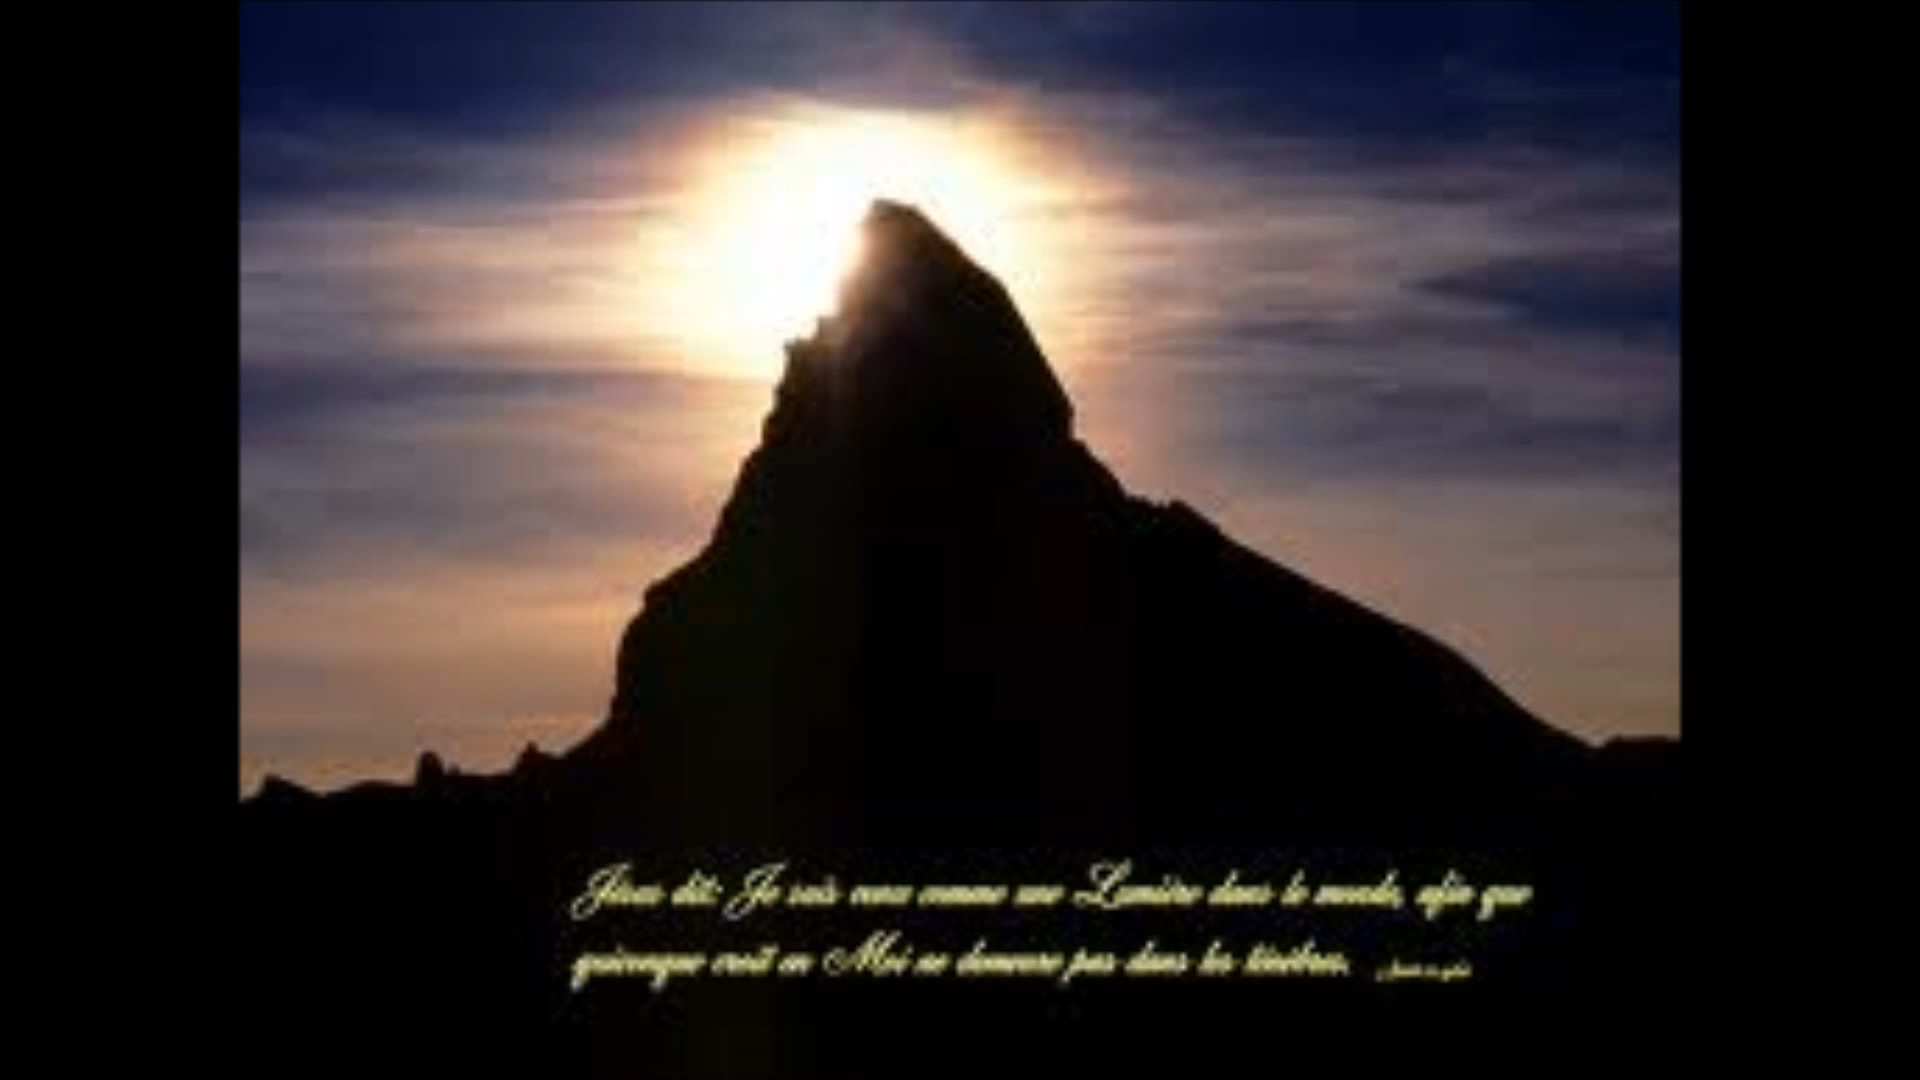 Jésus dit: Je suis venu comme une Lumière dans le monde, afin que
quiconque croit en Moi ne demeure pas dans les ténèbres.